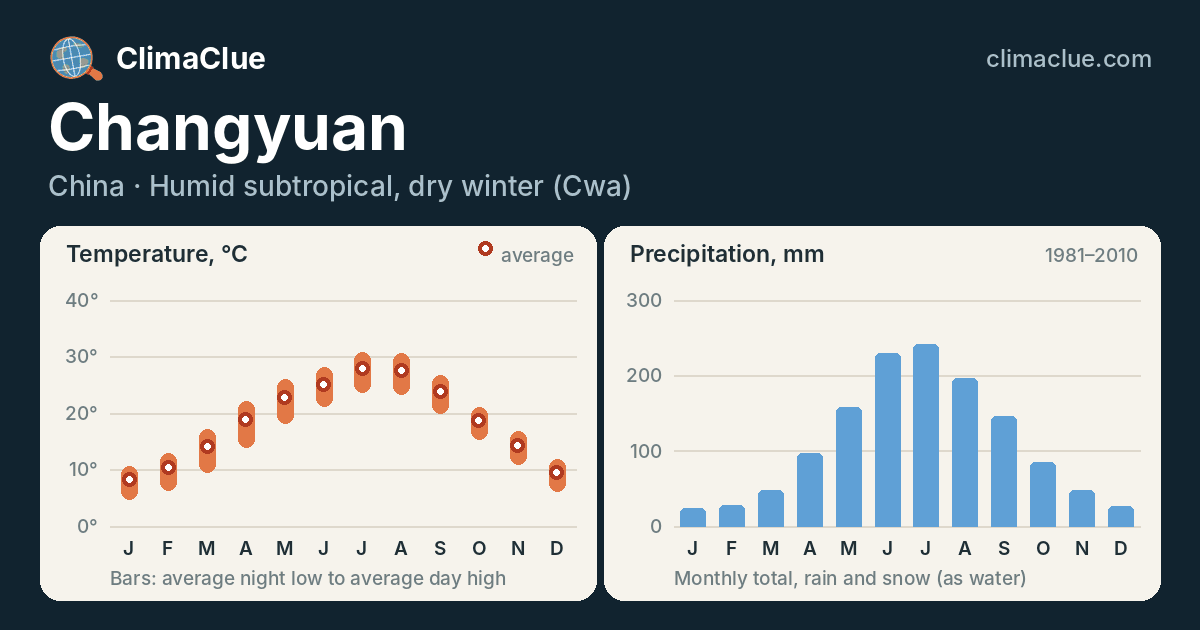 ClimaClue
climaclue.com
Changyuan
China · Humid subtropical, dry winter (Cwa)
Temperature, °C
average
40°
30°
20°
10°
0°
J F M A M J J A S O N D
Bars: average night low to average day high
Precipitation, mm
1981–2010
300
200
100
0
J F M A M J J A S O N D
Monthly total, rain and snow (as water)